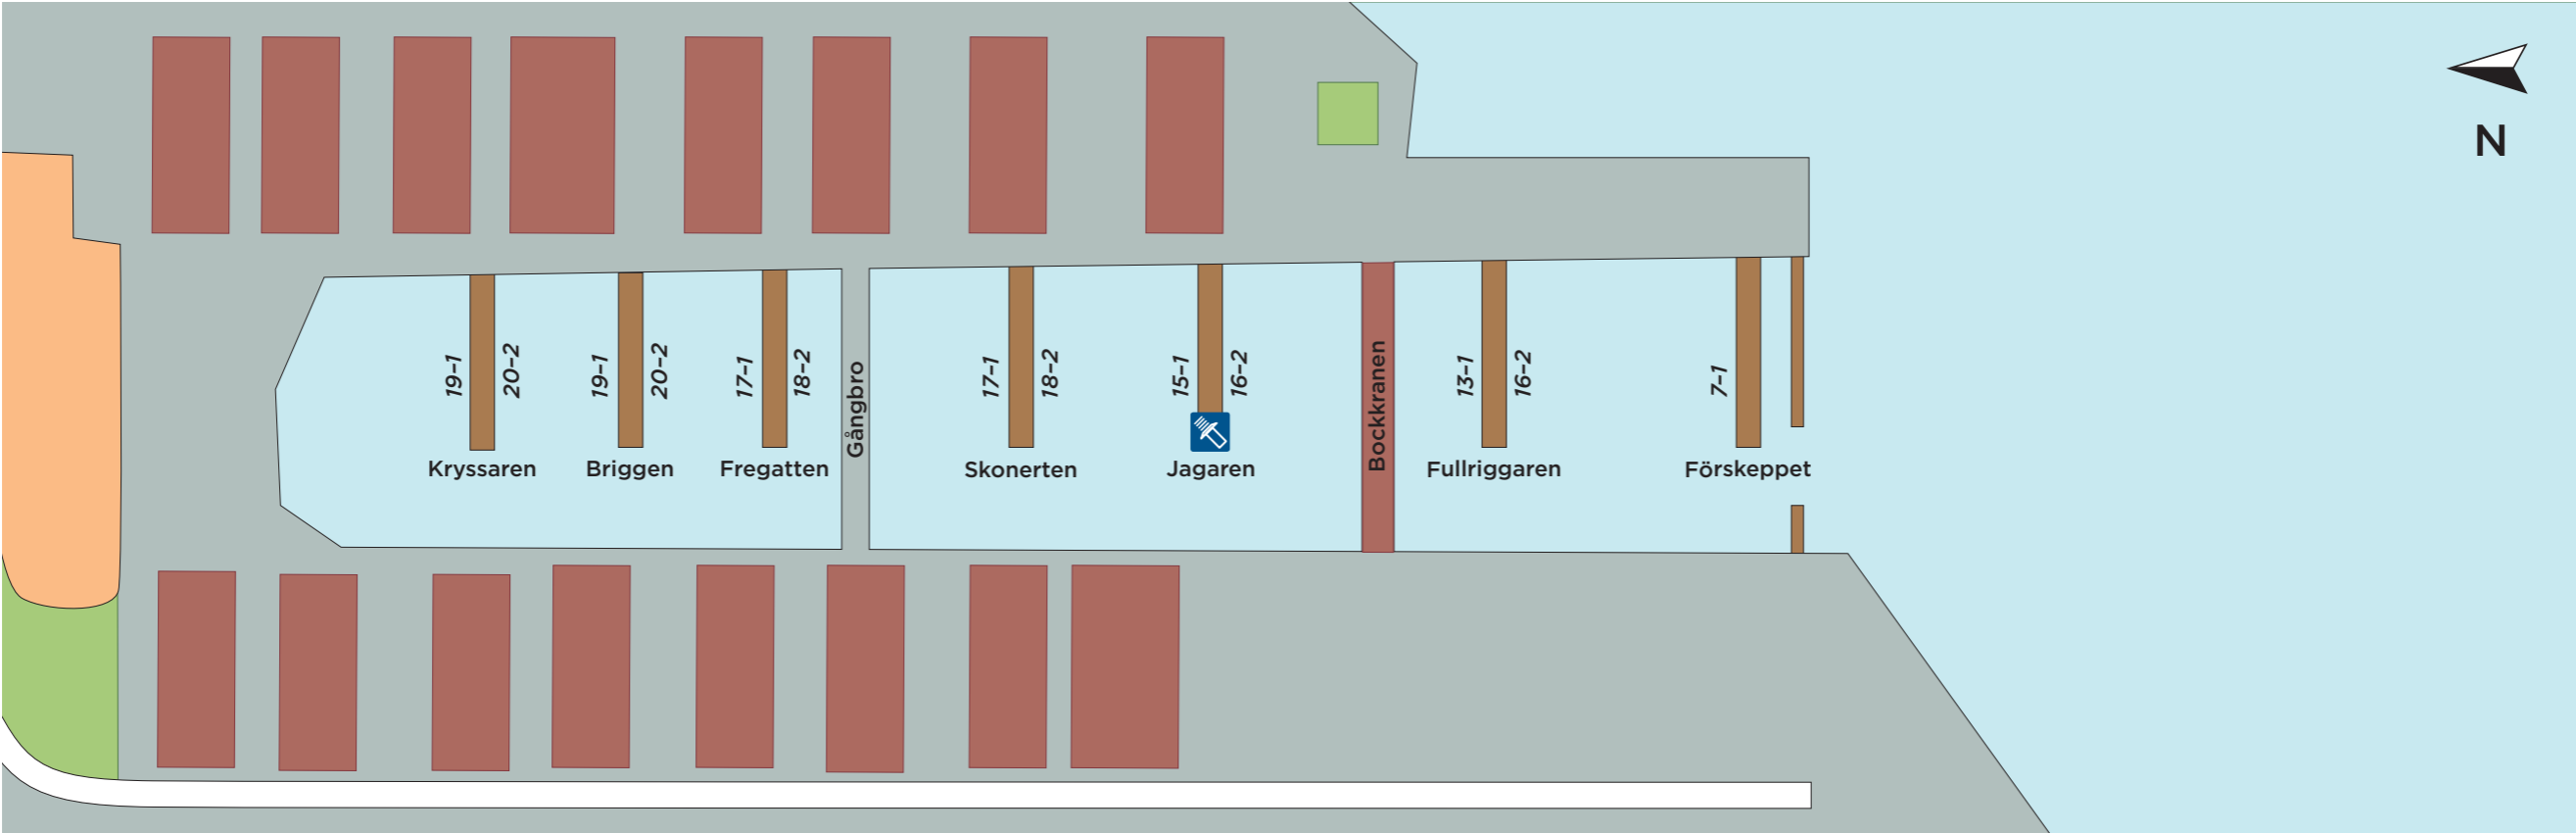 N
19-1
20-2
19-1
20-2
17-1
18-2
Gångbro
17-1
18-2
15-1
16-2
Bockkranen
13-1
16-2
7-1
Kryssaren
Briggen
Fregatten
Skonerten
Jagaren
Fullriggaren
Förskeppet